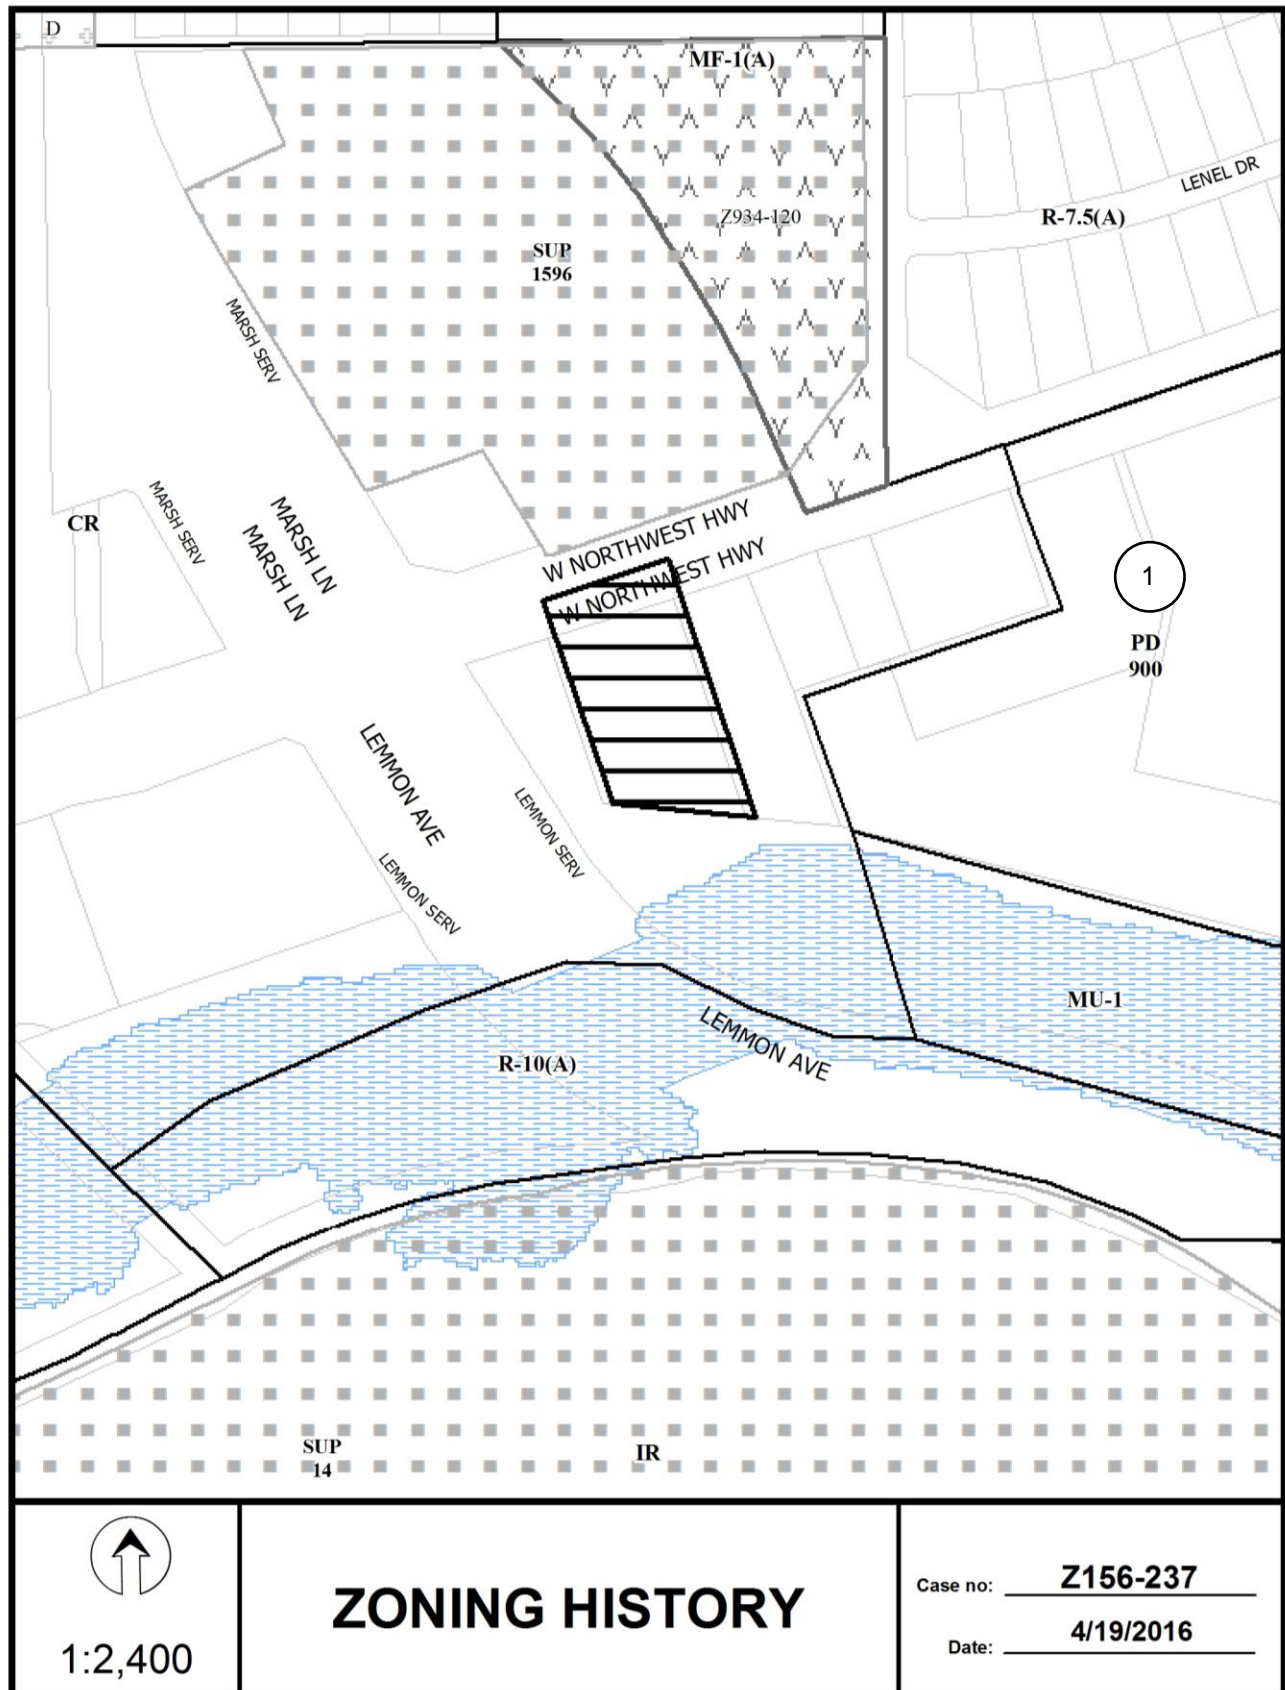 D
MF-1(A)
LENEL DR
Z934-120
R-7.5(A)
SUP
1596
MARSH SERV
MARSH SERV
MARSH LN
MARSH LN
CR
W NORTHWEST HWY
W NORTHWEST HWY
1
PD
900
LEMMON AVE
LEMMON SERV
LEMMON SERV
MU-1
LEMMON AVE
R-10(A)
SUP
14
IR
1:2,400
ZONING HISTORY
Case no: Z156-237
Date: 4/19/2016